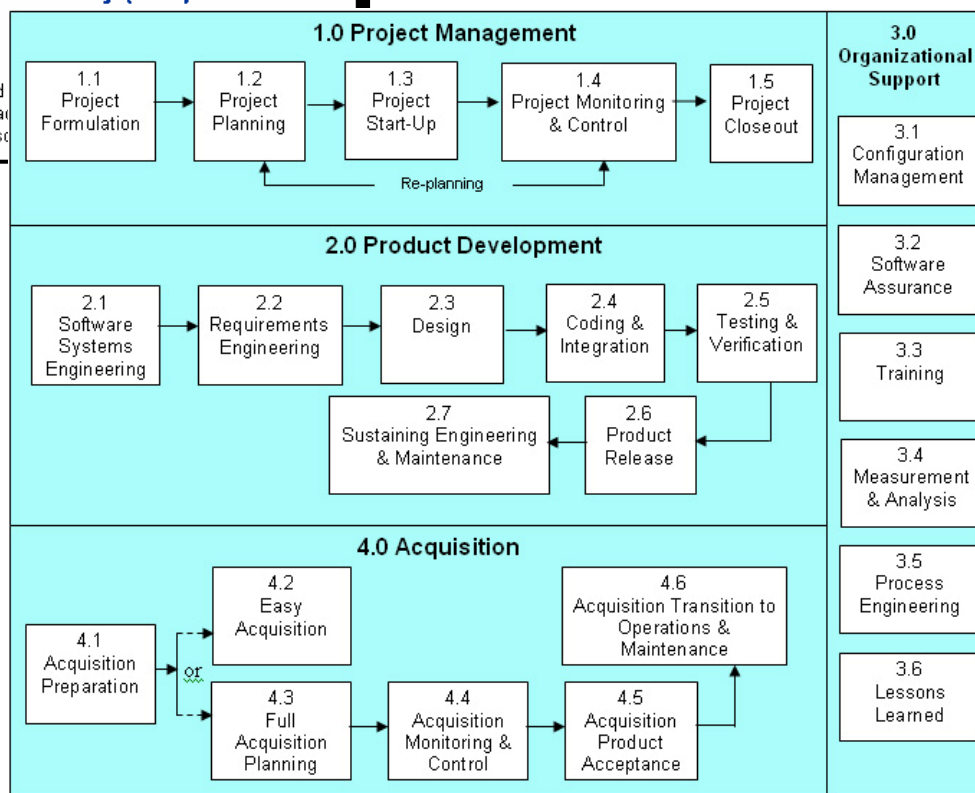 1.0 Project Management
1.1
Project
Formulation
1.2
Project
Planning
1.3
Project
Start-Up
1.4
Project Monitoring
& Control
1.5
Project
Closeout
Re-planning
2.0 Product Development
2.1
Software
Systems
Engineering
2.2
Requirements
Engineering
2.3
Design
2.4
Coding &
Integration
2.5
Testing &
Verification
2.6
Product
Release
2.7
Sustaining Engineering
& Maintenance
4.0 Acquisition
4.1
Acquisition
Preparation
or
4.2
Easy
Acquisition
4.3
Full
Acquisition
Planning
4.4
Acquisition
Monitoring &
Control
4.5
Acquisition
Product
Acceptance
4.6
Acquisition Transition to
Operations &
Maintenance
3.0
Organizational
Support
3.1
Configuration
Management
3.2
Software
Assurance
3.3
Training
3.4
Measurement
& Analysis
3.5
Process
Engineering
3.6
Lessons
Learned